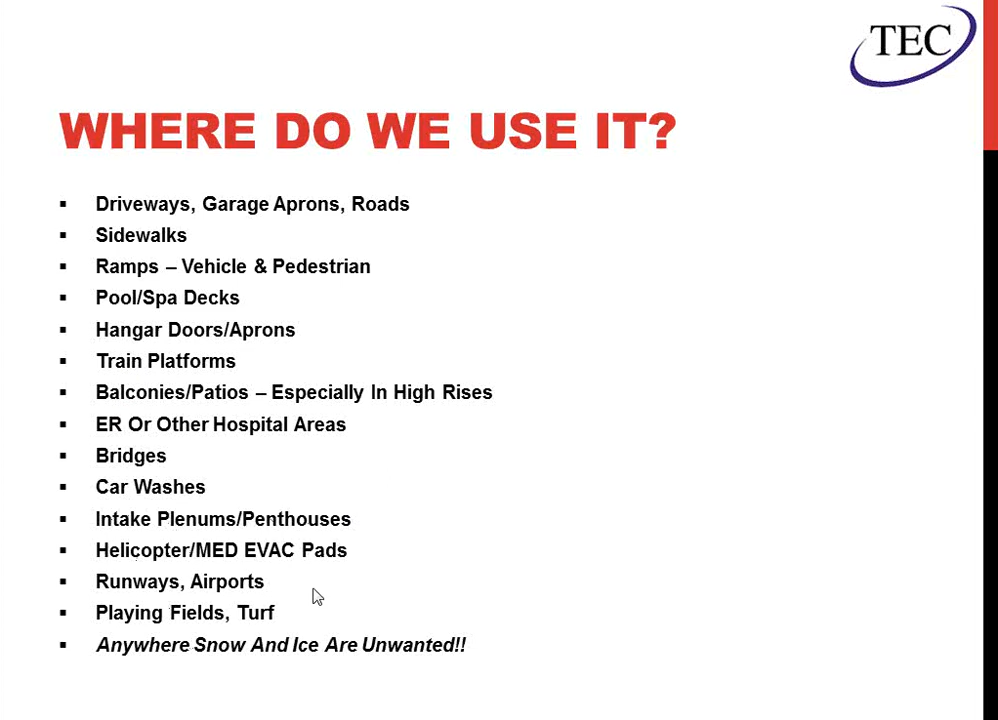 TEC
WHERE DO WE USE IT?
▪ Driveways, Garage Aprons, Roads
▪ Sidewalks
▪ Ramps – Vehicle & Pedestrian
▪ Pool/Spa Decks
▪ Hangar Doors/Aprons
▪ Train Platforms
▪ Balconies/Patios – Especially In High Rises
▪ ER Or Other Hospital Areas
▪ Bridges
▪ Car Washes
▪ Intake Plenums/Penthouses
▪ Helicopter/MED EVAC Pads
▪ Runways, Airports
▪ Playing Fields, Turf
▪ Anywhere Snow And Ice Are Unwanted!!